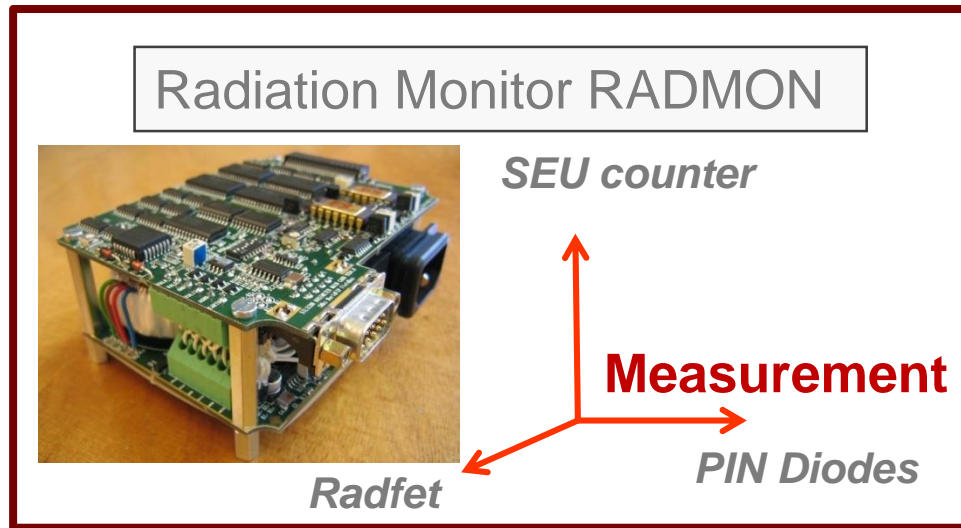 Radiation Monitor RADMON
SEU counter
Measurement
PIN Diodes
Radfet